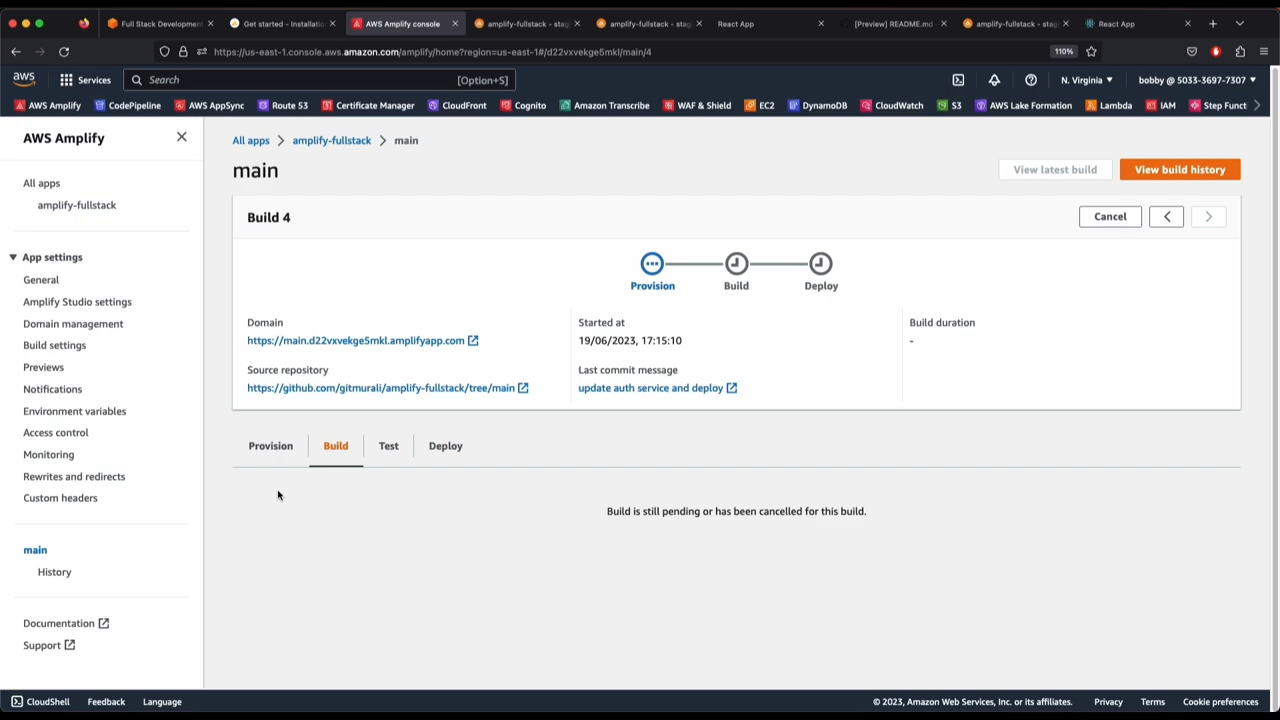 Full Stack Development
Get started - Installatio
AWS Amplify console
amplify-fullstack - stag
amplify-fullstack - stag
React App
[Preview] README.md -
amplify-fullstack - stag
React App
https://us-east-1.console.aws.amazon.com/amplify/home?region=us-east-1#/d22vxvekge5mkl/main/4
110%
aws
Services
Search
[Option+S]
N. Virginia
bobby @ 5033-3697-7307
AWS Amplify
CodePipeline
AWS AppSync
Route 53
Certificate Manager
CloudFront
Cognito
Amazon Transcribe
WAF & Shield
EC2
DynamoDB
CloudWatch
S3
AWS Lake Formation
Lambda
IAM
Step Funct
AWS Amplify
All apps
amplify-fullstack
App settings
General
Amplify Studio settings
Domain management
Build settings
Previews
Notifications
Environment variables
Access control
Monitoring
Rewrites and redirects
Custom headers
main
History
Documentation
Support
All apps > amplify-fullstack > main
main
View latest build
View build history
Build 4
Cancel
Provision
Build
Deploy
Domain
https://main.d22vxvekge5mkl.amplifyapp.com
Source repository
https://github.com/gitmurali/amplify-fullstack/tree/main
Started at
19/06/2023, 17:15:10
Last commit message
update auth service and deploy
Build duration
-
Provision
Build
Test
Deploy
Build is still pending or has been cancelled for this build.
CloudShell
Feedback
Language
© 2023, Amazon Web Services, Inc. or its affiliates.
Privacy
Terms
Cookie preferences